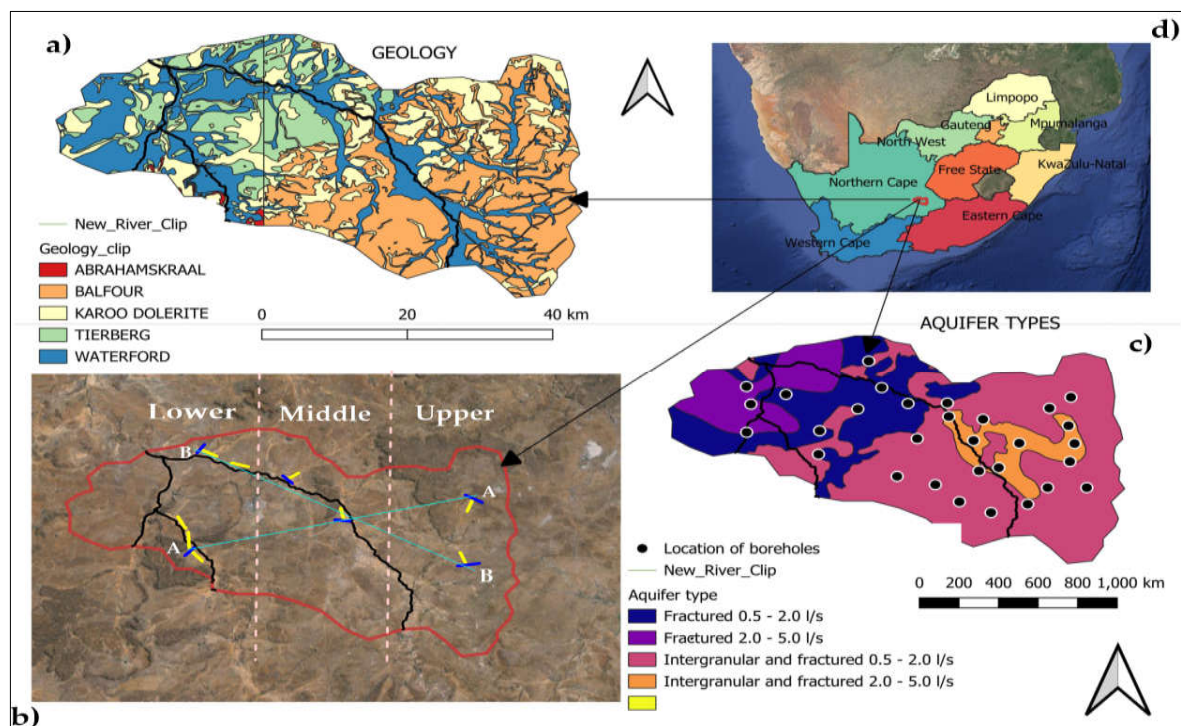 a)
GEOLOGY
New_River_Clip
Geology_clip
ABRAHAMSKRAAL
BALFOUR
KAROO DOLERITE
TIERBERG
WATERFORD
0 20 40 km
d)
Limpopo
Gauteng
Mpumalanga
North West
KwaZulu-Natal
Free State
Northern Cape
Eastern Cape
Western Cape
b)
Lower Middle Upper
B
A
A
B
AQUIFER TYPES
c)
Location of boreholes
New_River_Clip
0 200 400 600 800 1,000 km
Aquifer type
Fractured 0.5 - 2.0 l/s
Fraetured 2.0 - 5.0 l/s
Intergranular and fractured 0.5 - 2.0 l/s
Intergranular and fractured 2.0 - 5.0l/s